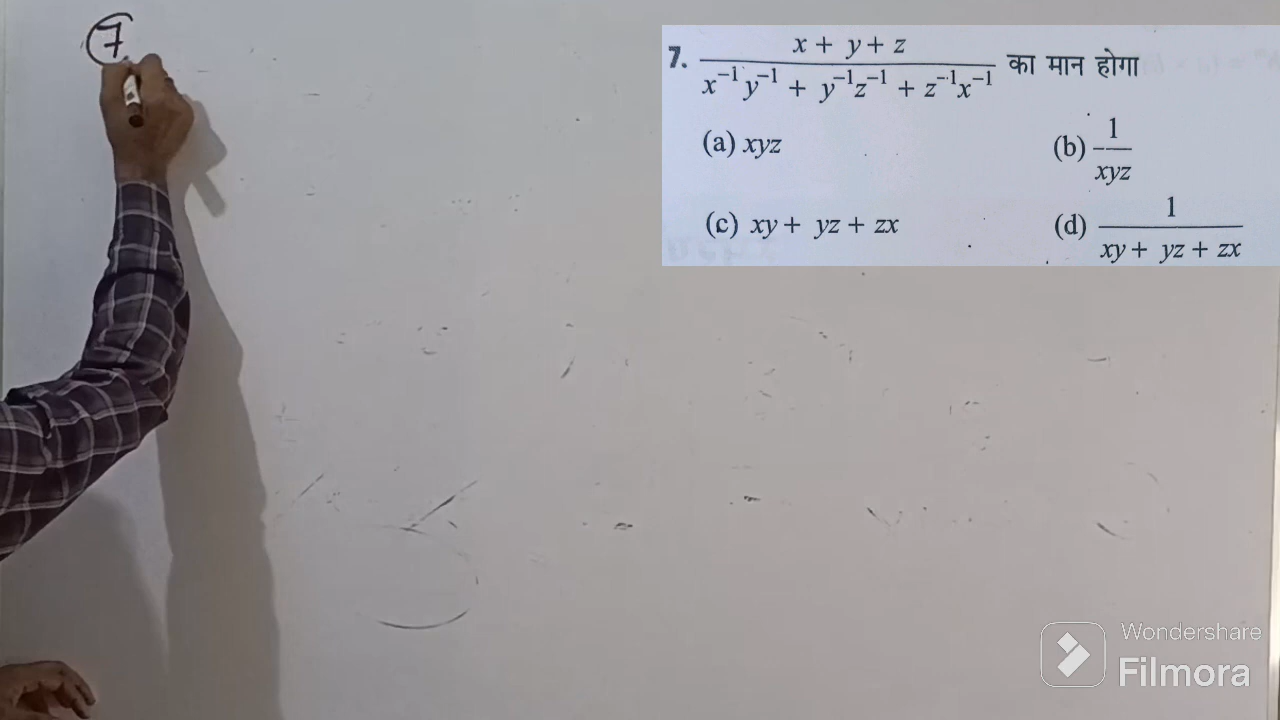 7
7. x + y + z / x⁻¹y⁻¹ + y⁻¹z⁻¹ + z⁻¹x⁻¹ का मान होगा
(a) xyz (b) 1/xyz
(c) xy + yz + zx (d) 1/xy + yz + zx
Wondershare
Filmora